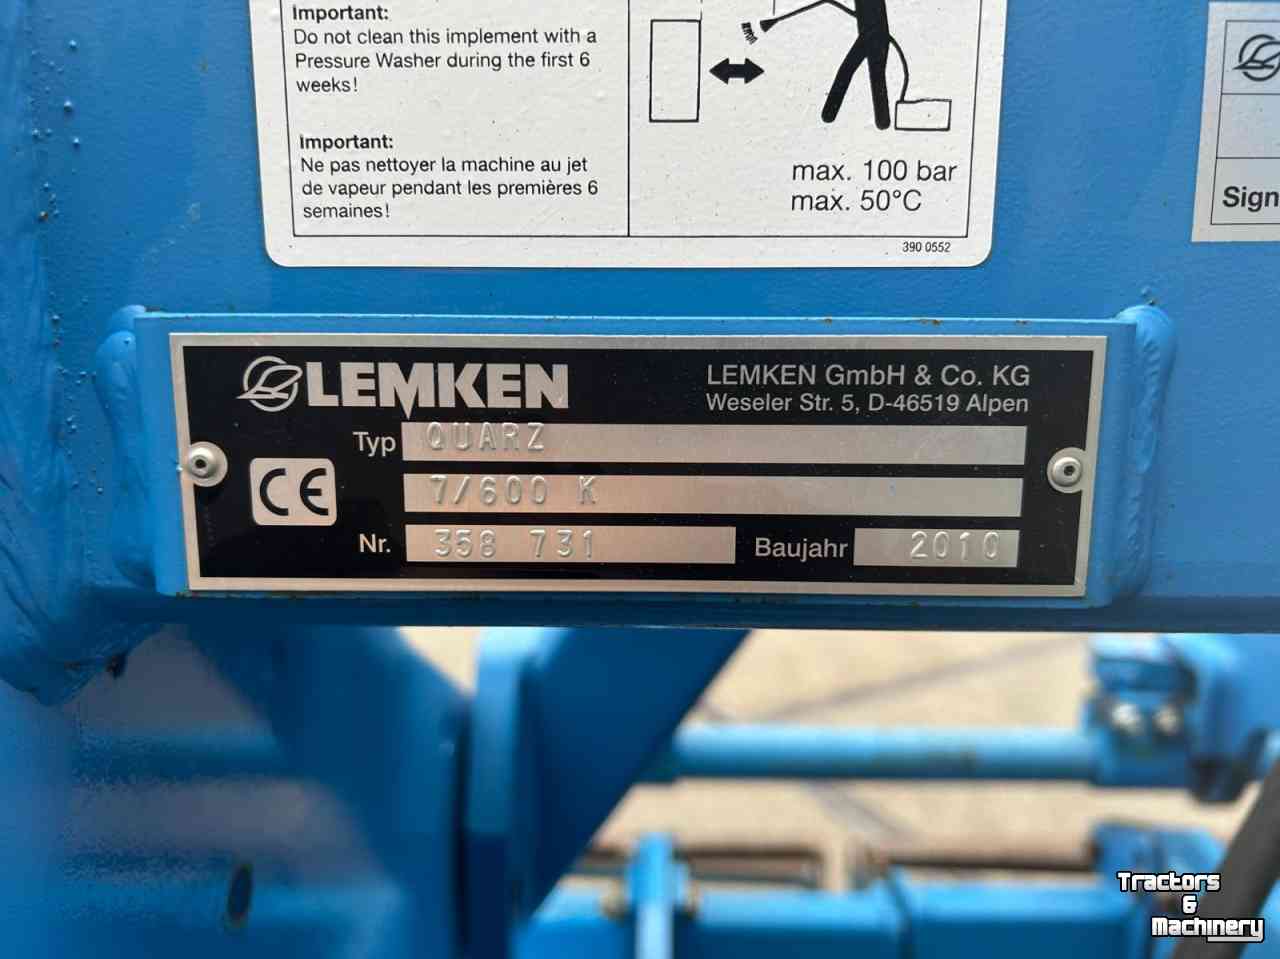 Important:
Do not clean this implement with a
Pressure Washer during the first 6
weeks!
Important:
Ne pas nettoyer la machine au jet
de vapeur pendant les premières 6
semaines!
max. 100 bar
max. 50°C
390 0552
Sign
LEMKEN
LEMKEN GmbH & Co. KG
Weseler Str. 5, D-46519 Alpen
Typ QUARZ
CE
7/600 K
Nr. 358 731 Baujahr 2010
Tractors
&
Machinery